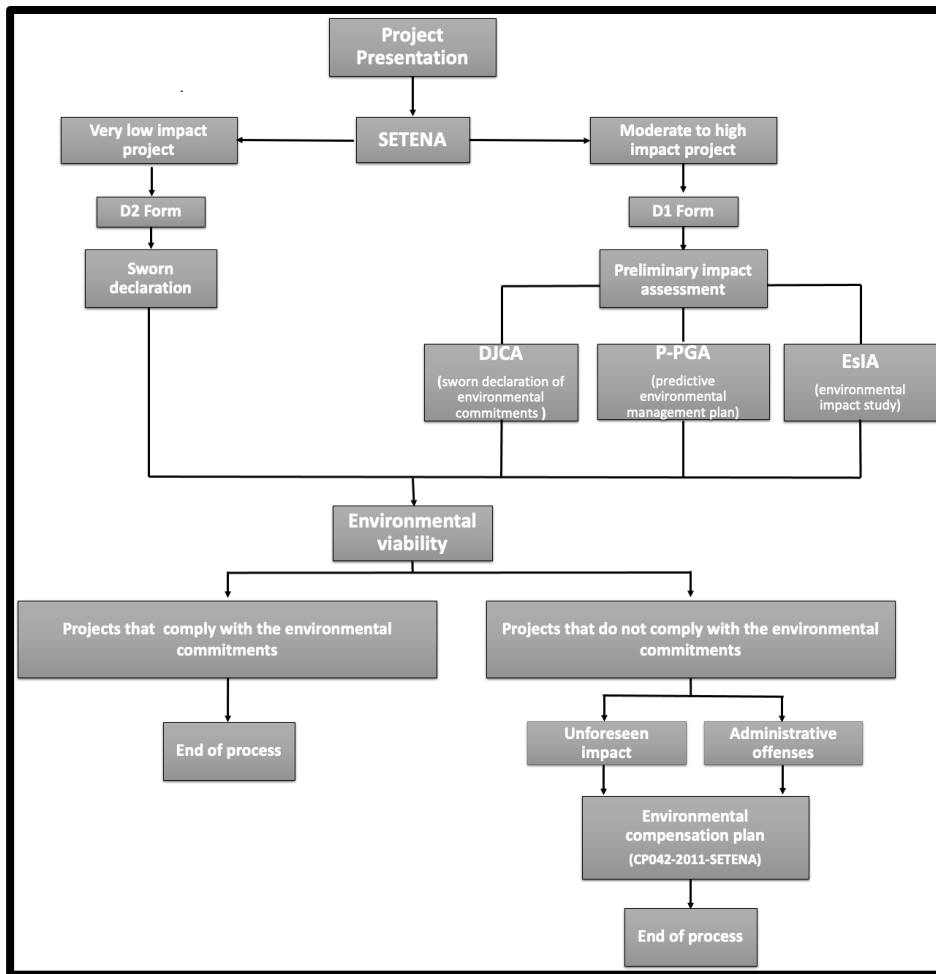 Project
Presentation
Very low impact
project
SETENA
Moderate to high
impact project
D2 Form
D1 Form
Sworn
declaration
Preliminary impact
assessment
DJCA
(sworn declaration of
environmental
commitments )
P-PGA
(predictive
environmental
management plan)
EsIA
(environmental
impact study)
Environmental
viability
Projects that comply with the environmental
commitments
Projects that do not comply with the environmental
commitments
End of process
Unforeseen
impact
Administrative
offenses
Environmental
compensation plan
(CP042-2011-SETENA)
End of process